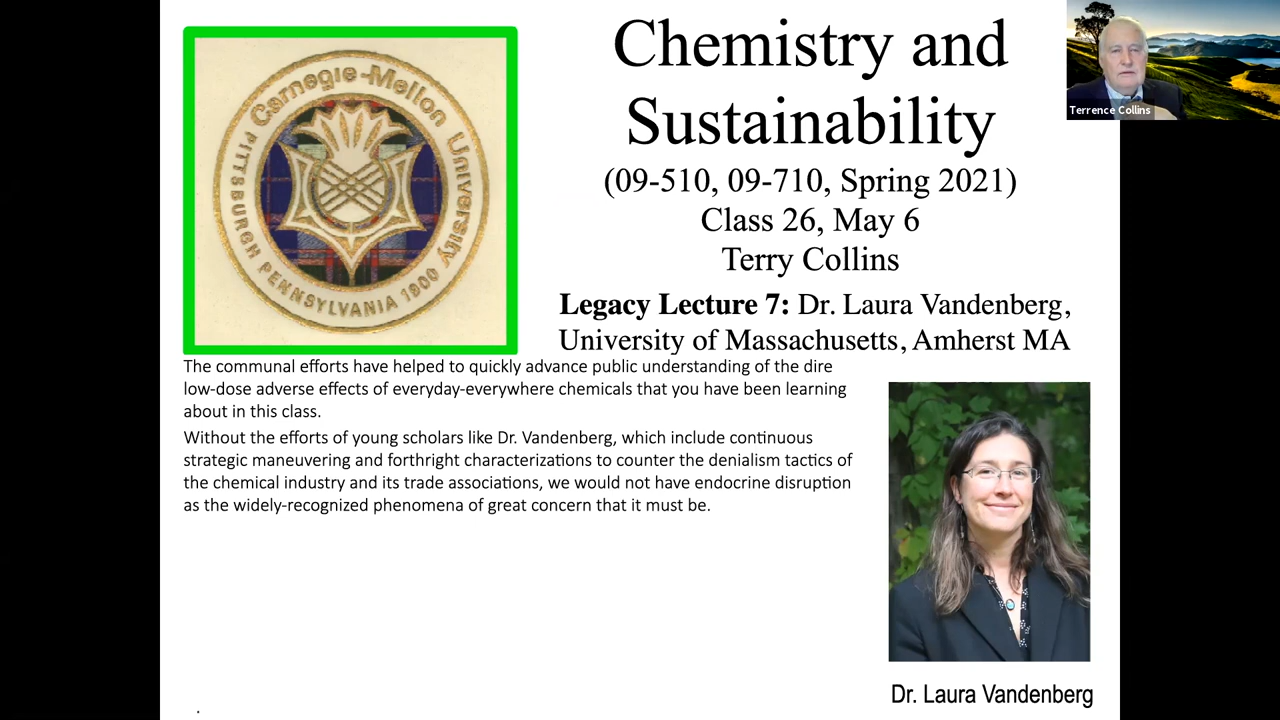 Carnegie-Mellon University
PITTSBURGH PENNSYLVANIA 1900
Chemistry and
Sustainability
(09-510, 09-710, Spring 2021)
Class 26, May 6
Terry Collins
Legacy Lecture 7: Dr. Laura Vandenberg,
University of Massachusetts, Amherst MA
Terrence Collins
The communal efforts have helped to quickly advance public understanding of the dire
low-dose adverse effects of everyday-everywhere chemicals that you have been learning
about in this class.
Without the efforts of young scholars like Dr. Vandenberg, which include continuous
strategic maneuvering and forthright characterizations to counter the denialism tactics of
the chemical industry and its trade associations, we would not have endocrine disruption
as the widely-recognized phenomena of great concern that it must be.
Dr. Laura Vandenberg
.